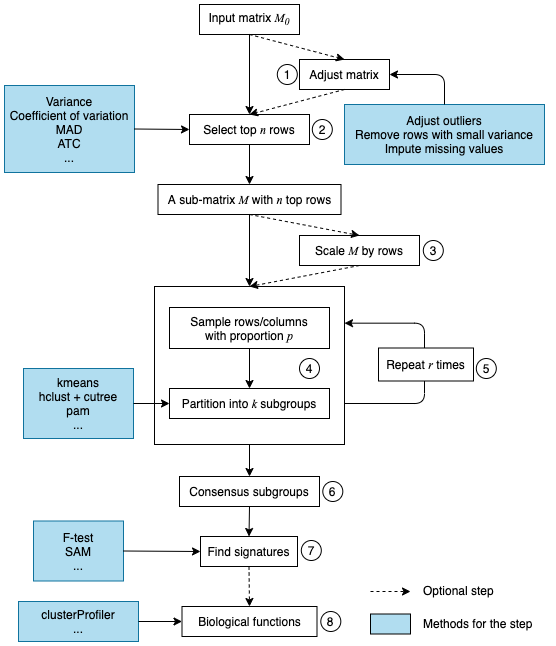 Input matrix M₀
1
Adjust matrix
Variance
Coefficient of variation
MAD
ATC
...
Adjust outliers
Remove rows with small variance
Impute missing values
Select top n rows
2
A sub-matrix M with n top rows
Scale M by rows
3
Sample rows/columns
with proportion p
4
Repeat r times
5
kmeans
hclust + cutree
pam
...
Partition into k subgroups
Consensus subgroups
6
F-test
SAM
...
Find signatures
7
Optional step
clusterProfiler
...
Biological functions
8
Methods for the step